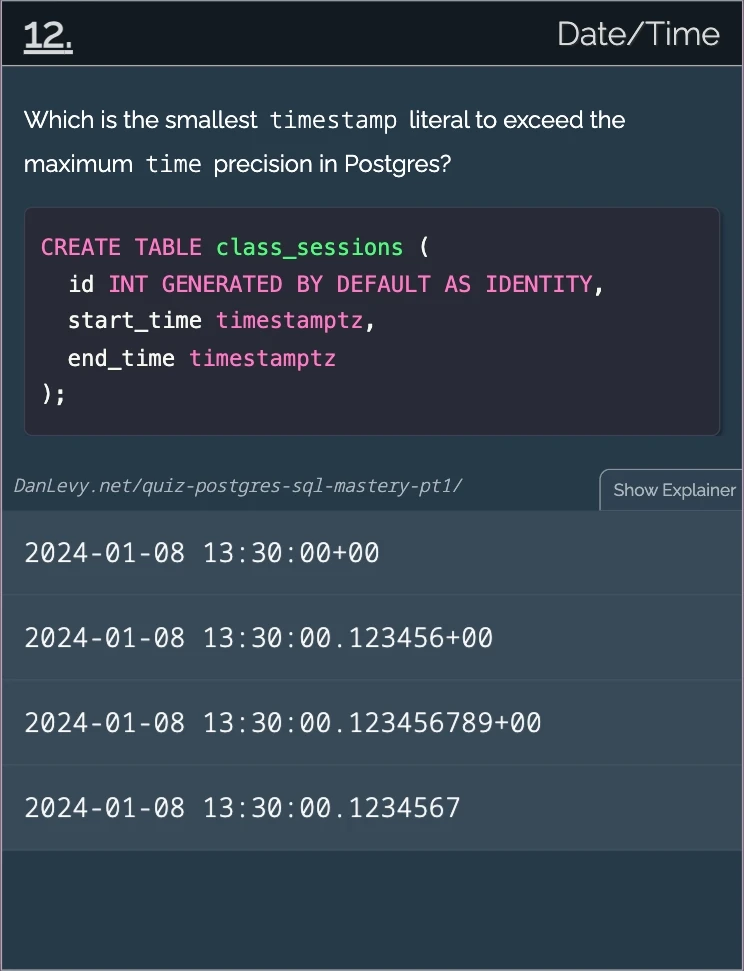 12.
Date/Time
Which is the smallest timestamp literal to exceed the
maximum time precision in Postgres?
CREATE TABLE class_sessions (
  id INT GENERATED BY DEFAULT AS IDENTITY,
  start_time timestamptz,
  end_time timestamptz
);
DanLevy.net/quiz-postgres-sql-mastery-pt1/
Show Explainer
2024-01-08 13:30:00+00
2024-01-08 13:30:00.123456+00
2024-01-08 13:30:00.123456789+00
2024-01-08 13:30:00.1234567